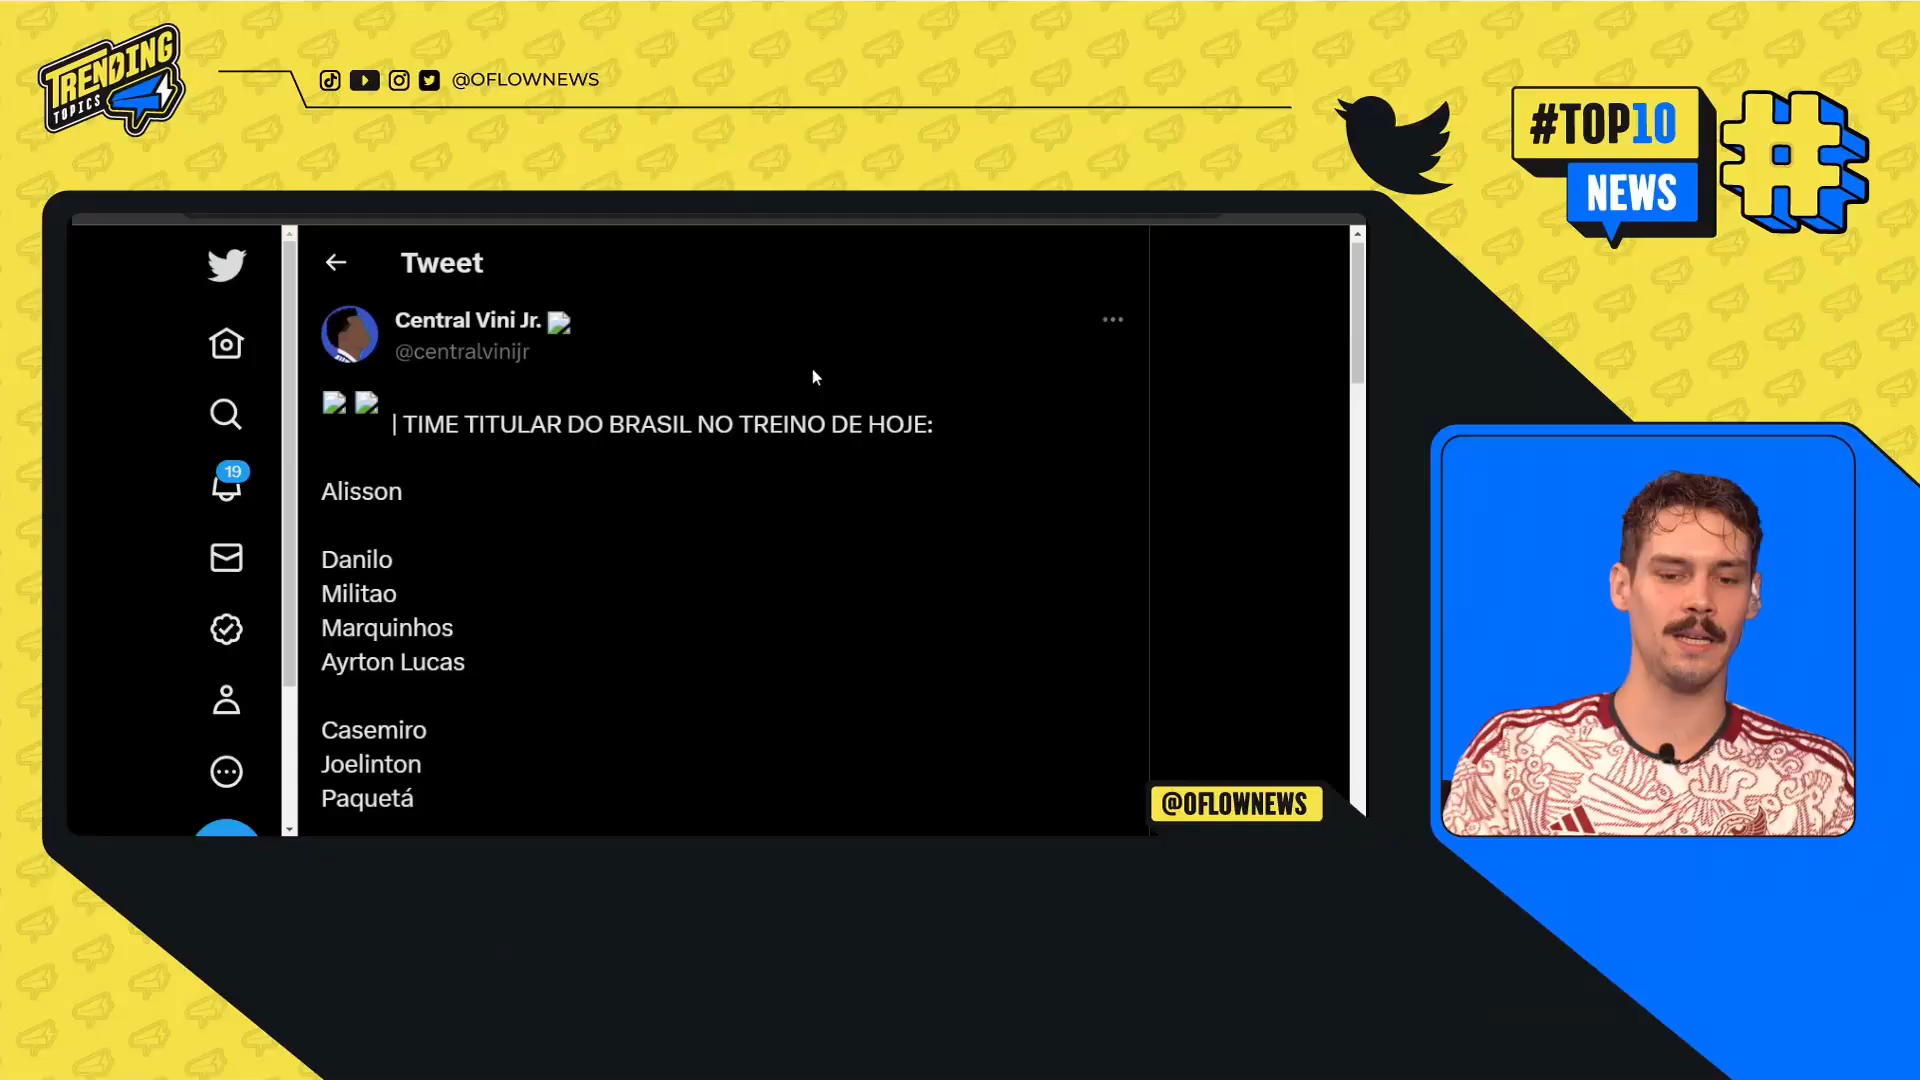 TRENDING
TOPICS
@OFLOWNEWS
#TOP10
NEWS
Tweet
Central Vini Jr.
@centralvinijr
| TIME TITULAR DO BRASIL NO TREINO DE HOJE:
Alisson
Danilo
Militao
Marquinhos
Ayrton Lucas
Casemiro
Joelinton
Paquetá
19
@OFLOWNEWS